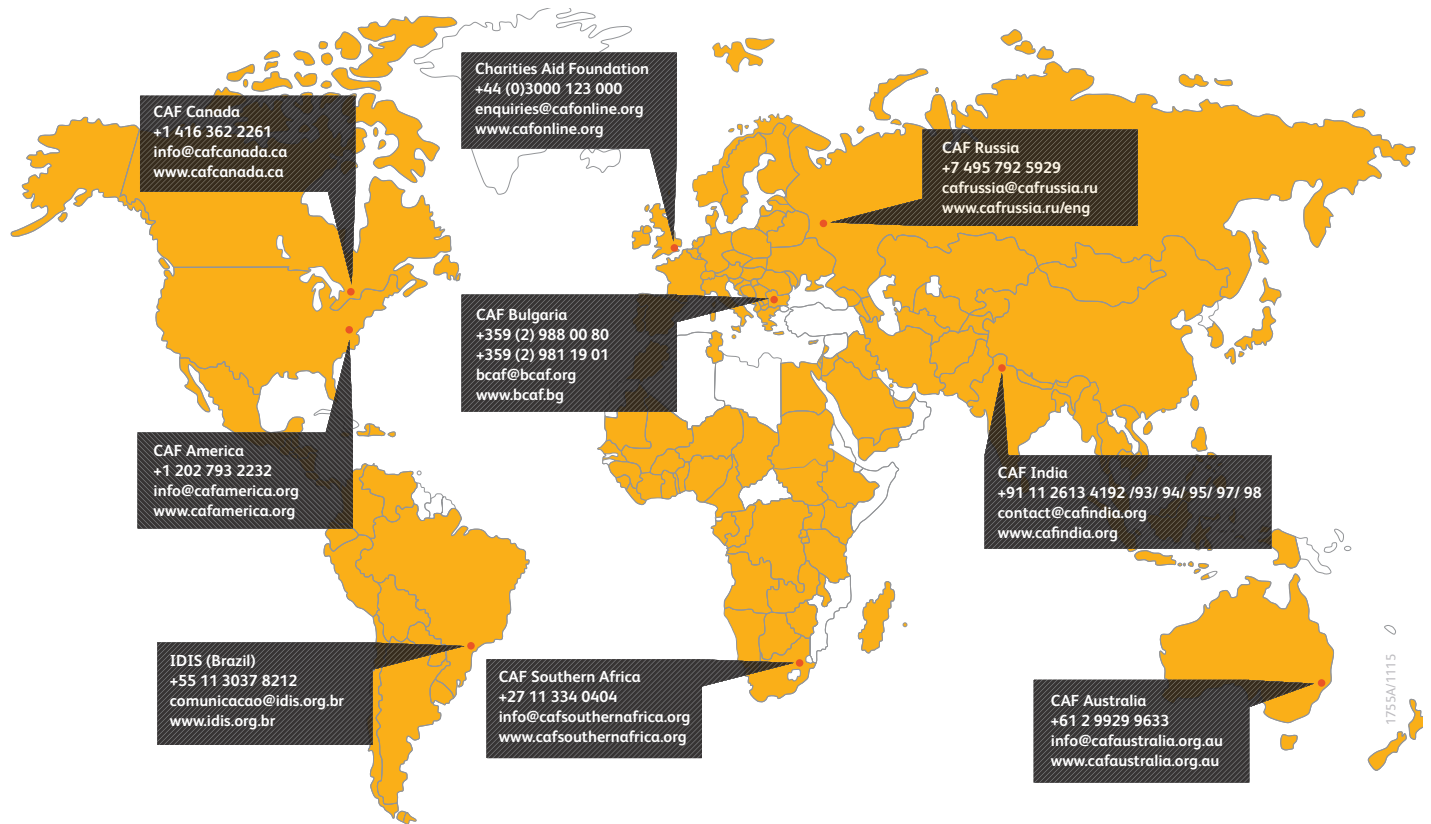 Charities Aid Foundation
+44 (0)3000 123 000
enquiries@cafonline.org
www.cafonline.org
CAF Canada
+1 416 362 2261
info@cafcanada.ca
www.cafcanada.ca
CAF Russia
+7 495 792 5929
cafrussia@cafrussia.ru
www.cafrussia.ru/eng
CAF Bulgaria
+359 (2) 988 00 80
+359 (2) 981 19 01
bcaf@bcaf.org
www.bcaf.bg
CAF America
+1 202 793 2232
info@cafamerica.org
www.cafamerica.org
CAF India
+91 11 2613 4192 /93/ 94/ 95/ 97/ 98
contact@cafindia.org
www.cafindia.org
IDIS (Brazil)
+55 11 3037 8212
comunicacao@idis.org.br
www.idis.org.br
CAF Southern Africa
+27 11 334 0404
info@cafsouthernafrica.org
www.cafsouthernafrica.org
CAF Australia
+61 2 9929 9633
info@cafaustralia.org.au
www.cafaustralia.org.au
1755A/1115